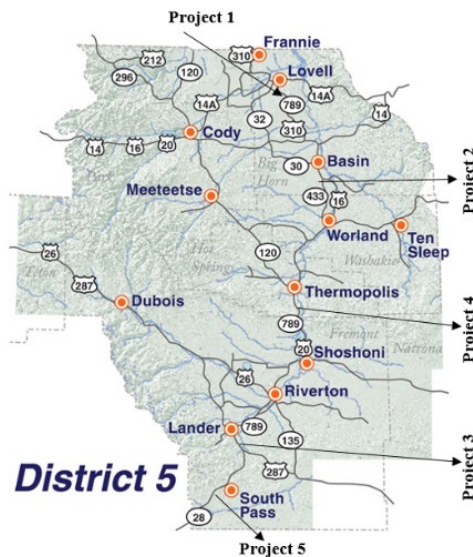 Project 1
Frannie
212
310
Lovell
296
120
14A
789
14A
32
310
14
Cody
14
16
20
Big
Horn
30
Basin
Park
Project 2
Meeteetse
433
16
Worland
Ten
Sleep
26
Hot
Springs
120
Washakie
Teton
287
Thermopolis
Dubois
789
Fremont
Natrona
Project 4
20
Shoshoni
26
Riverton
Lander
789
135
Project 3
287
District 5
South
Pass
28
Project 5